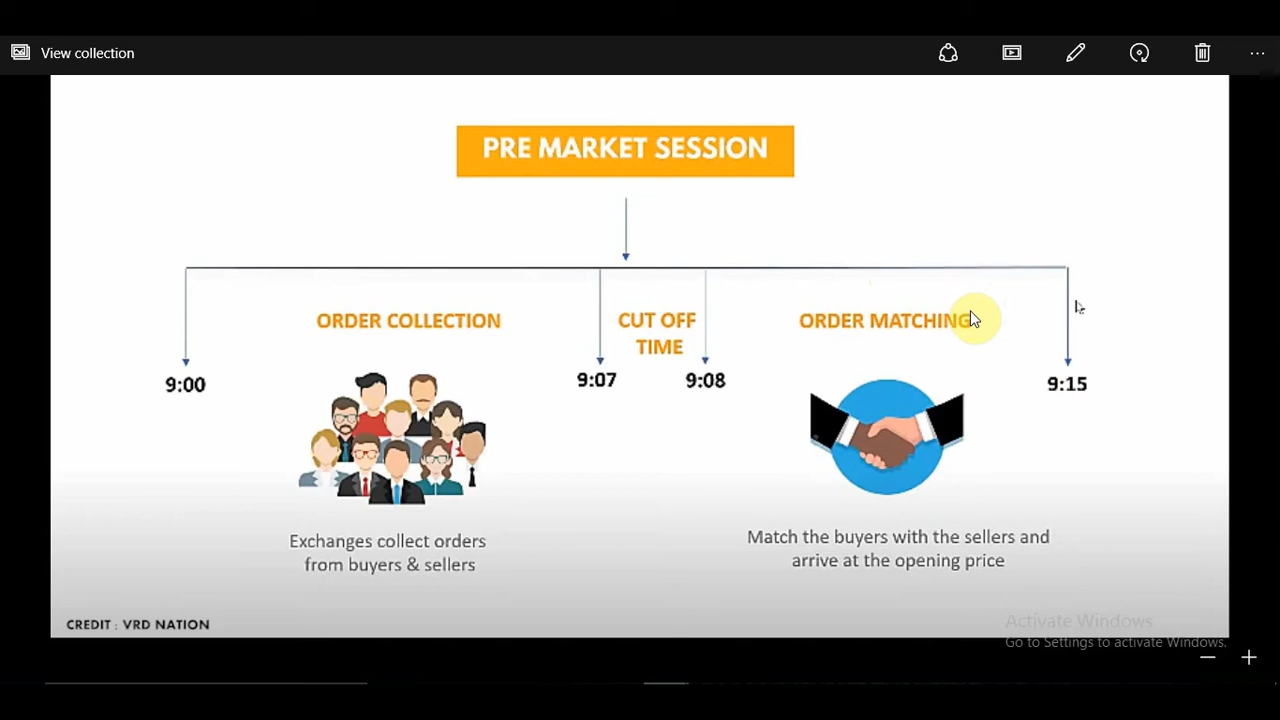 View collection
PRE MARKET SESSION
ORDER COLLECTION
CUT OFF
TIME
ORDER MATCHING
9:00
9:07
9:08
9:15
Exchanges collect orders
from buyers & sellers
Match the buyers with the sellers and
arrive at the opening price
CREDIT : VRD NATION
Activate Windows
Go to Settings to activate Windows.